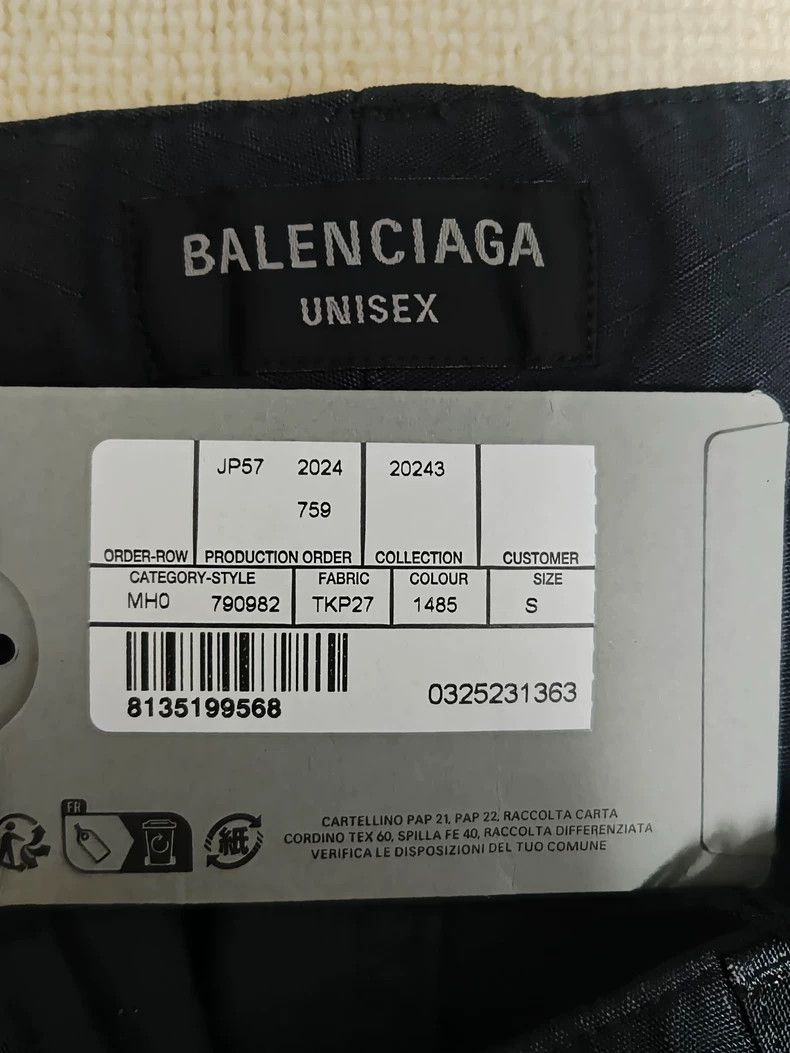 BALENCIAGA
UNISEX
JP57 2024 20243
759
ORDER-ROW PRODUCTION ORDER COLLECTION CUSTOMER
CATEGORY-STYLE FABRIC COLOUR SIZE
MH0 790982 TKP27 1485 S
8135199568 0325231363
FR
紙
CARTELLINO PAP 21, PAP 22, RACCOLTA CARTA
CORDINO TEX 60, SPILLA FE 40, RACCOLTA DIFFERENZIATA
VERIFICA LE DISPOSIZIONI DEL TUO COMUNE